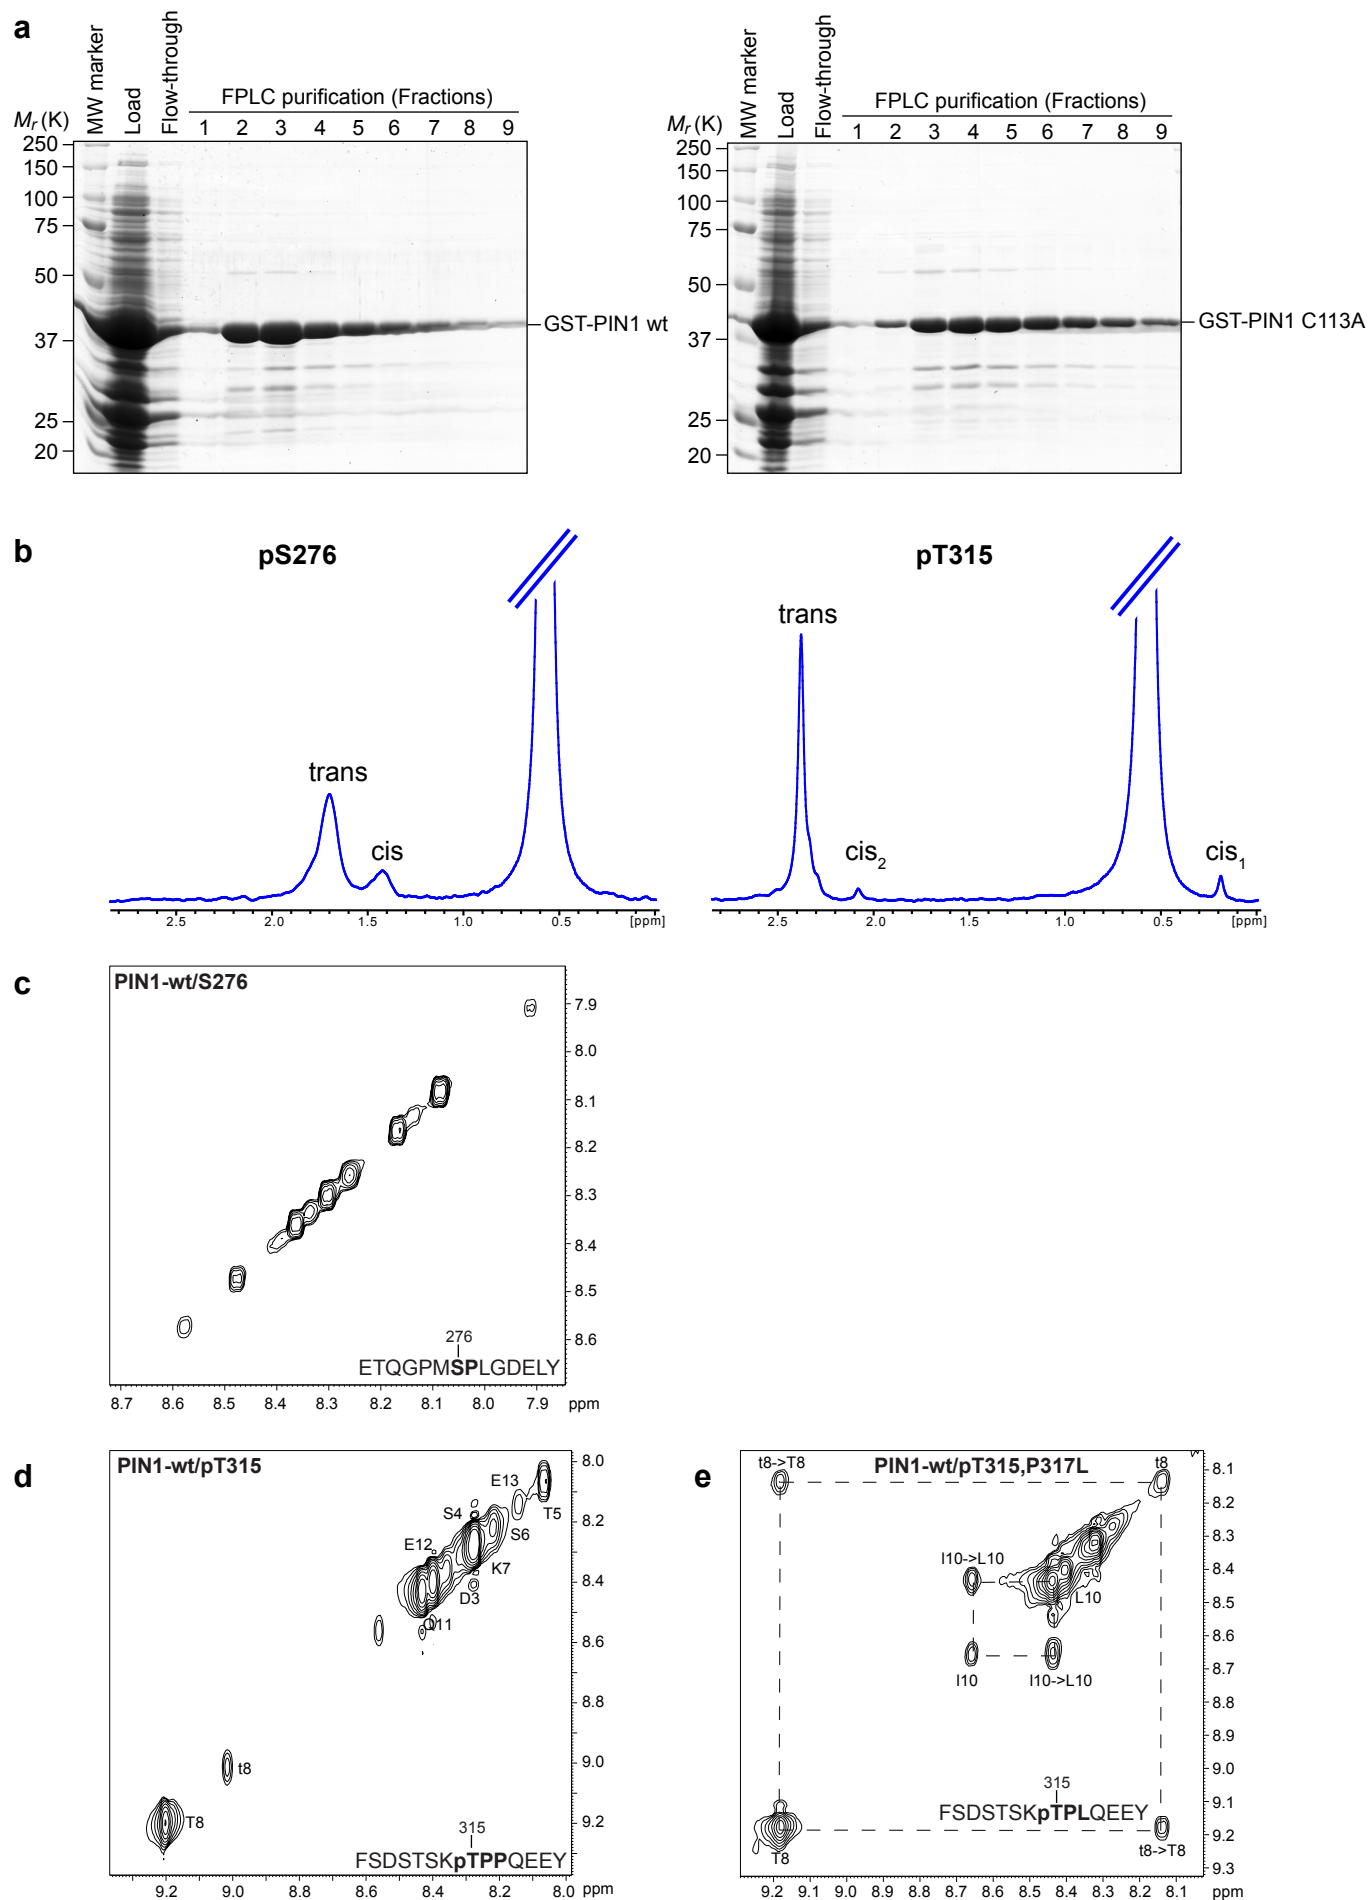 a
MW marker
Load
Flow-through
FPLC purification (Fractions)
1 2 3 4 5 6 7 8 9
Mr (K)
250
150
100
75
50
37
25
20
GST-PIN1 wt
MW marker
Load
Flow-through
FPLC purification (Fractions)
1 2 3 4 5 6 7 8 9
Mr (K)
250
150
100
75
50
37
25
20
GST-PIN1 C113A
b
pS276
trans
cis
2.5 2.0 1.5 1.0 0.5 [ppm]
pT315
trans
cis2
cis1
2.5 2.0 1.5 1.0 0.5 [ppm]
c
PIN1-wt/S276
7.9
8.0
8.1
8.2
8.3
8.4
8.5
8.6
276
ETQGPMSPLGDELY
8.7 8.6 8.5 8.4 8.3 8.2 8.1 8.0 7.9 ppm
d
PIN1-wt/pT315
E13
T5
S4
S6
E12
K7
D3
Q11
t8
T8
8.0
8.2
8.4
8.6
9.0
9.2
315
FSDSTSKpTPPQEEY
9.2 9.0 8.8 8.6 8.4 8.2 8.0 ppm
e
t8->T8
PIN1-wt/pT315,P317L
t8
l10->L10
L10
l10
l10->L10
T8
t8->T8
8.1
8.2
8.3
8.4
8.5
8.6
8.7
8.8
8.9
9.0
9.1
9.2
9.3
315
FSDSTSKpTPLQEEY
9.2 9.1 9.0 8.9 8.8 8.7 8.6 8.5 8.4 8.3 8.2 8.1 ppm